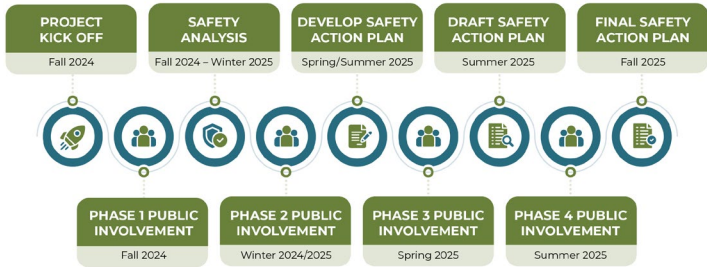 PROJECT
KICK OFF
Fall 2024
SAFETY
ANALYSIS
Fall 2024 – Winter 2025
DEVELOP SAFETY
ACTION PLAN
Spring/Summer 2025
DRAFT SAFETY
ACTION PLAN
Summer 2025
FINAL SAFETY
ACTION PLAN
Fall 2025
PHASE 1 PUBLIC
INVOLVEMENT
Fall 2024
PHASE 2 PUBLIC
INVOLVEMENT
Winter 2024/2025
PHASE 3 PUBLIC
INVOLVEMENT
Spring 2025
PHASE 4 PUBLIC
INVOLVEMENT
Summer 2025